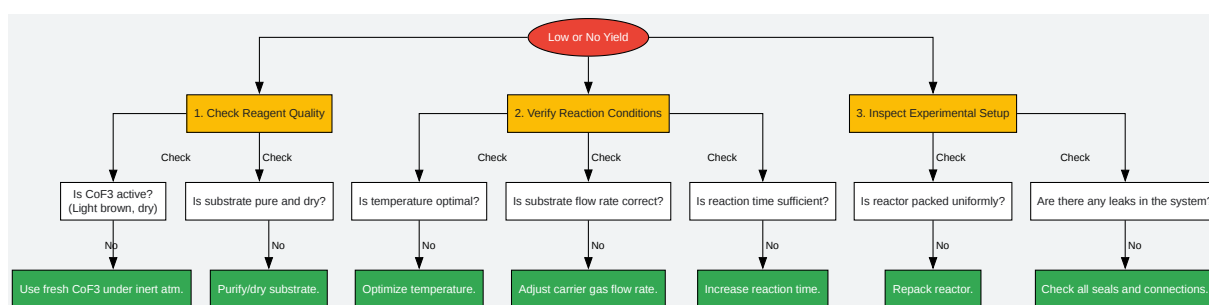 Low or No Yield
1. Check Reagent Quality
2. Verify Reaction Conditions
3. Inspect Experimental Setup
Check
Check
Check
Check
Check
Check
Check
Is CoF3 active?
(Light brown, dry)
Is substrate pure and dry?
Is temperature optimal?
Is substrate flow rate correct?
Is reaction time sufficient?
Is reactor packed uniformly?
Are there any leaks in the system?
No
No
No
No
No
No
No
Use fresh CoF3 under inert atm.
Purify/dry substrate.
Optimize temperature.
Adjust carrier gas flow rate.
Increase reaction time.
Repack reactor.
Check all seals and connections.